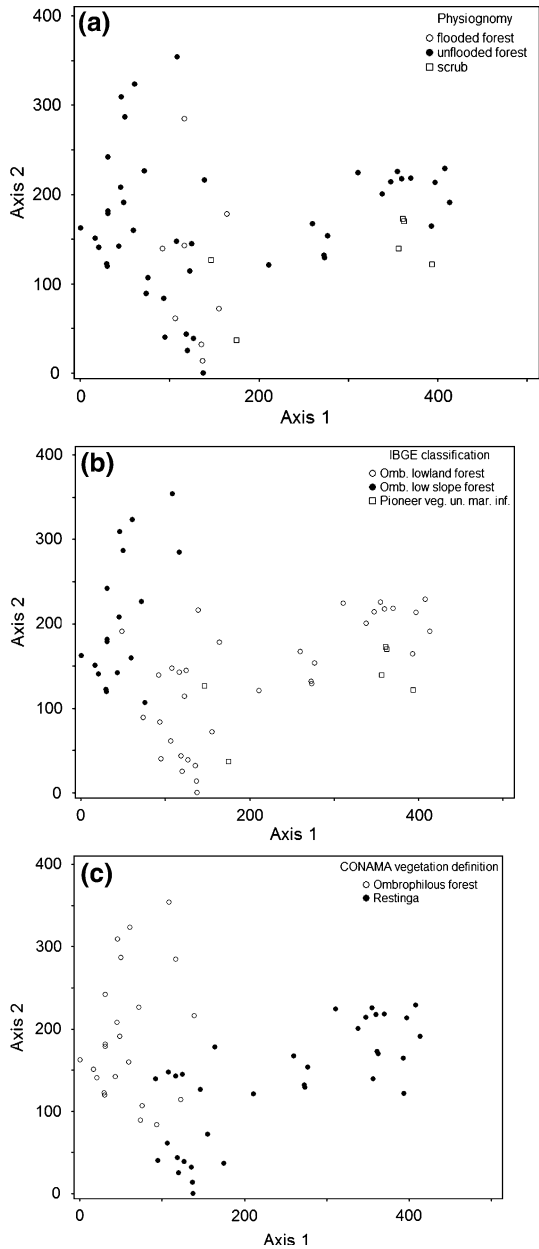 (a)
Physiognomy
flooded forest
unflooded forest
scrub
400
300
200
100
0
Axis 2
0 200 400
Axis 1
(b)
IBGE classification
Omb. lowland forest
Omb. low slope forest
Pioneer veg. un. mar. inf.
400
300
200
100
0
Axis 2
0 200 400
Axis 1
(c)
CONAMA vegetation definition
Ombrophilous forest
Restinga
400
300
200
100
0
Axis 2
0 200 400
Axis 1